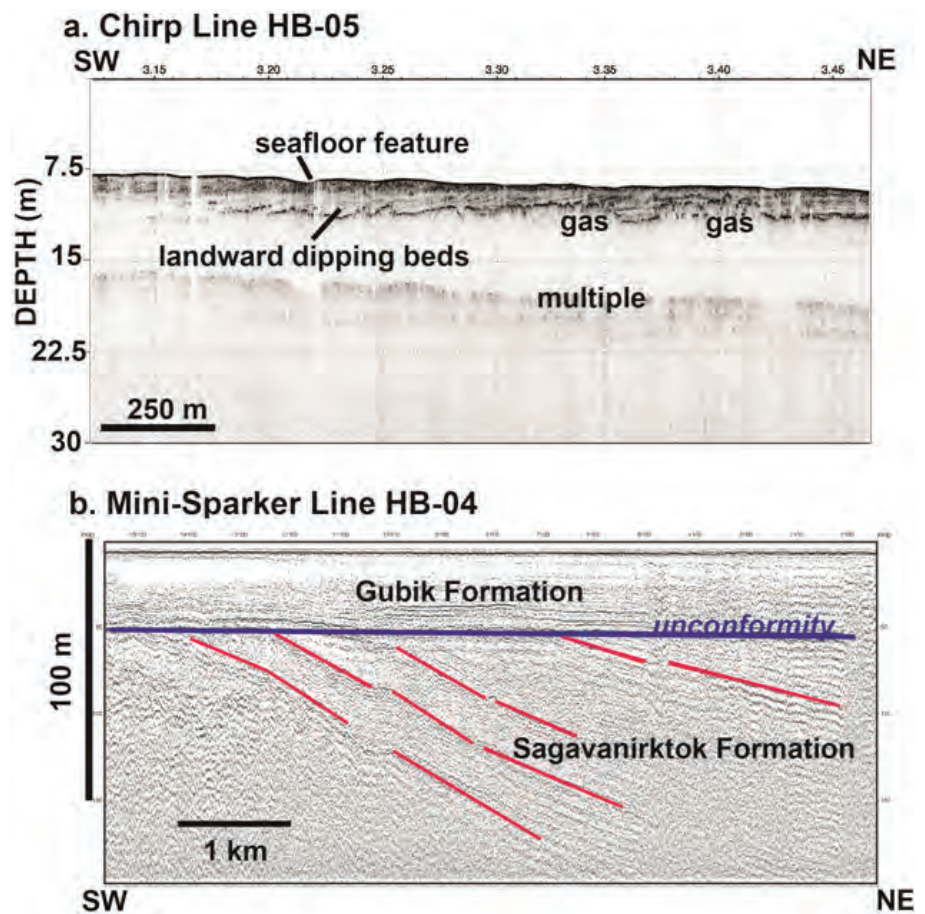 a. Chirp Line HB-05
SW NE
3.15 3.20 3.25 3.30 3.35 3.40 3.45
seafloor feature
7.5
gas gas
landward dipping beds
15
DEPTH (m)
multiple
22.5
250 m
30
b. Mini-Sparker Line HB-04
Gubik Formation
unconformity
100 m
Sagavanirktok Formation
1 km
SW NE